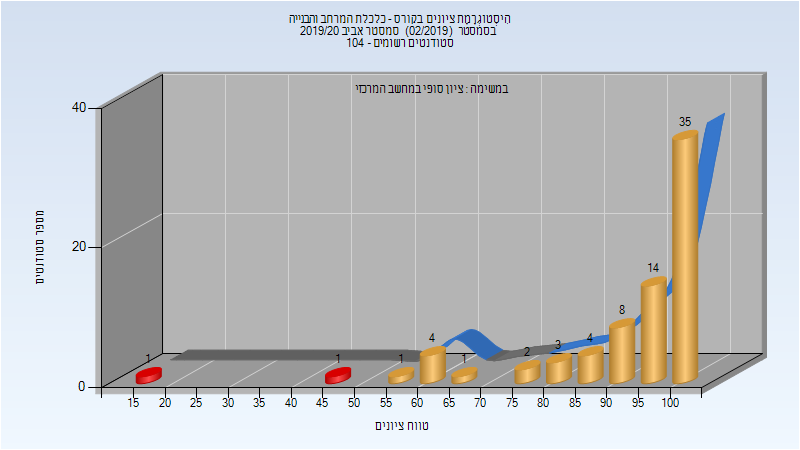 היסטוגרמת ציונים בקורס - כלכלת המרחב והבנייה
בסמסטר (02/2019) סמסטר אביב 2019/20
סטודנטים רשומים - 104
במשימה : ציון סופי במחשב המרכזי
מספר סטודנטים
40
20
0
1
1
1
4
1
2
3
4
8
14
35
15 20 25 30 35 40 45 50 55 60 65 70 75 80 85 90 95 100
טווח ציונים